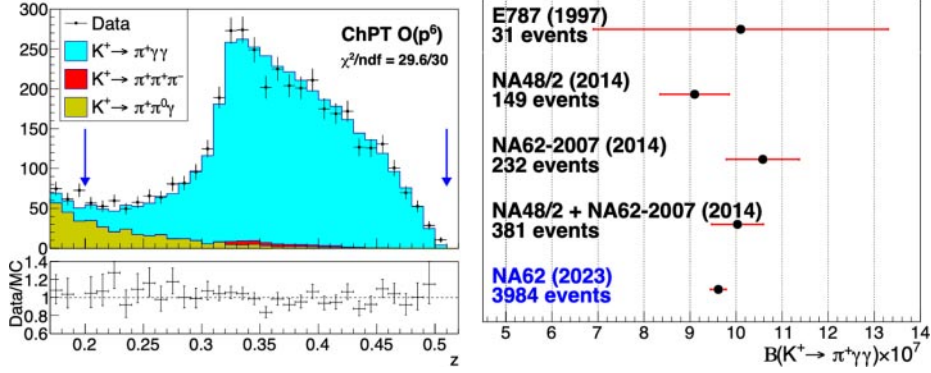 300
250
200
150
100
50
0
Data
K⁺→ π⁺γγ
K⁺→ π⁺π⁺π⁻
K⁺→ π⁺π⁰γ
ChPT O(p⁶)
χ²/ndf = 29.6/30
Data/MC
1.4
1.2
1
0.8
0.6
0.2 0.25 0.3 0.35 0.4 0.45 0.5
z
E787 (1997)
31 events
NA48/2 (2014)
149 events
NA62-2007 (2014)
232 events
NA48/2 + NA62-2007 (2014)
381 events
NA62 (2023)
3984 events
5 6 7 8 9 10 11 12 13 14
B(K⁺→ π⁺γγ)×10⁷